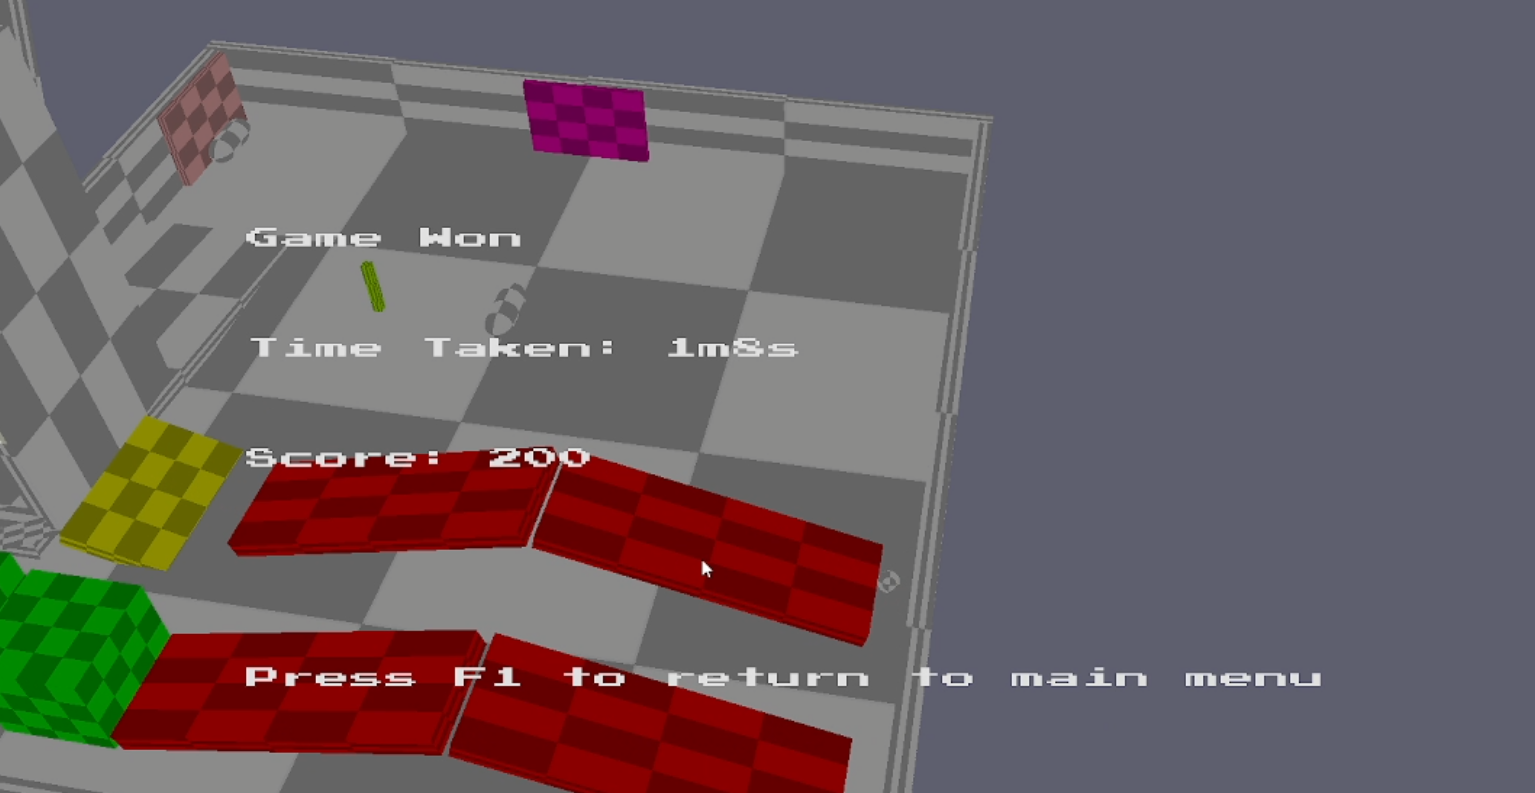 Game Won
Time Taken: 1m8s
Score: 200
Press F1 to return to main menu